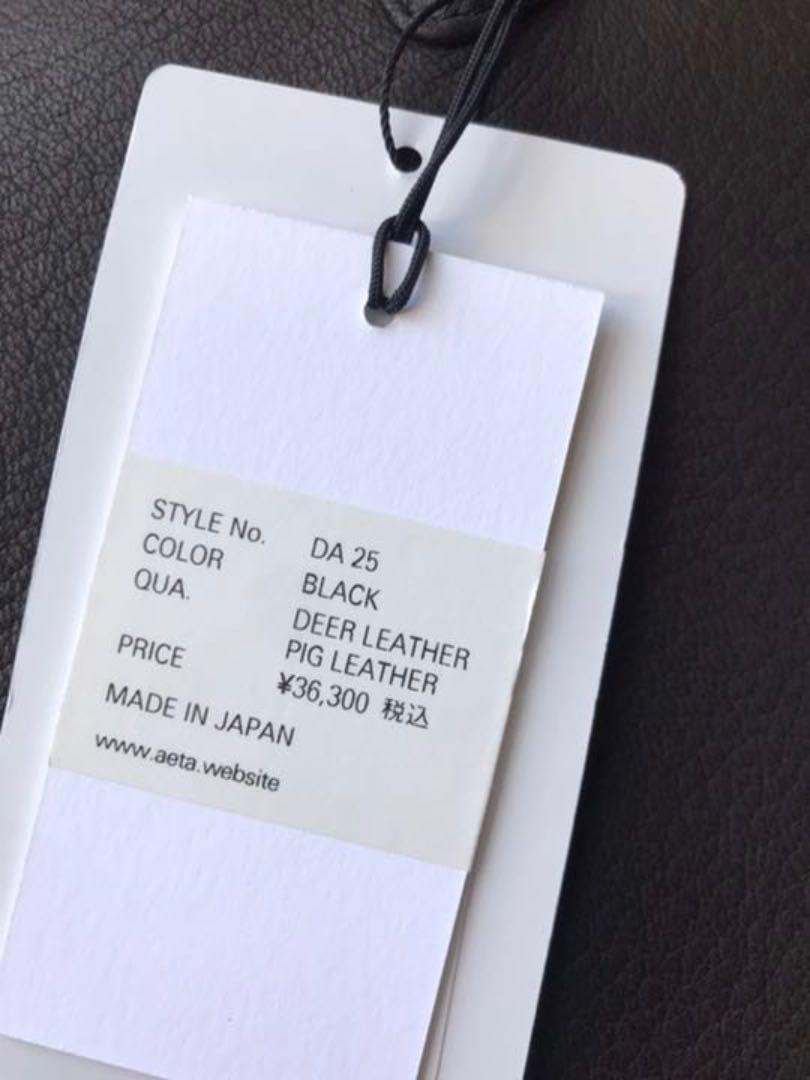 STYLE No. DA 25
COLOR BLACK
QUA. DEER LEATHER
PIG LEATHER
PRICE ¥36,300 税込
MADE IN JAPAN
www.aeta.website